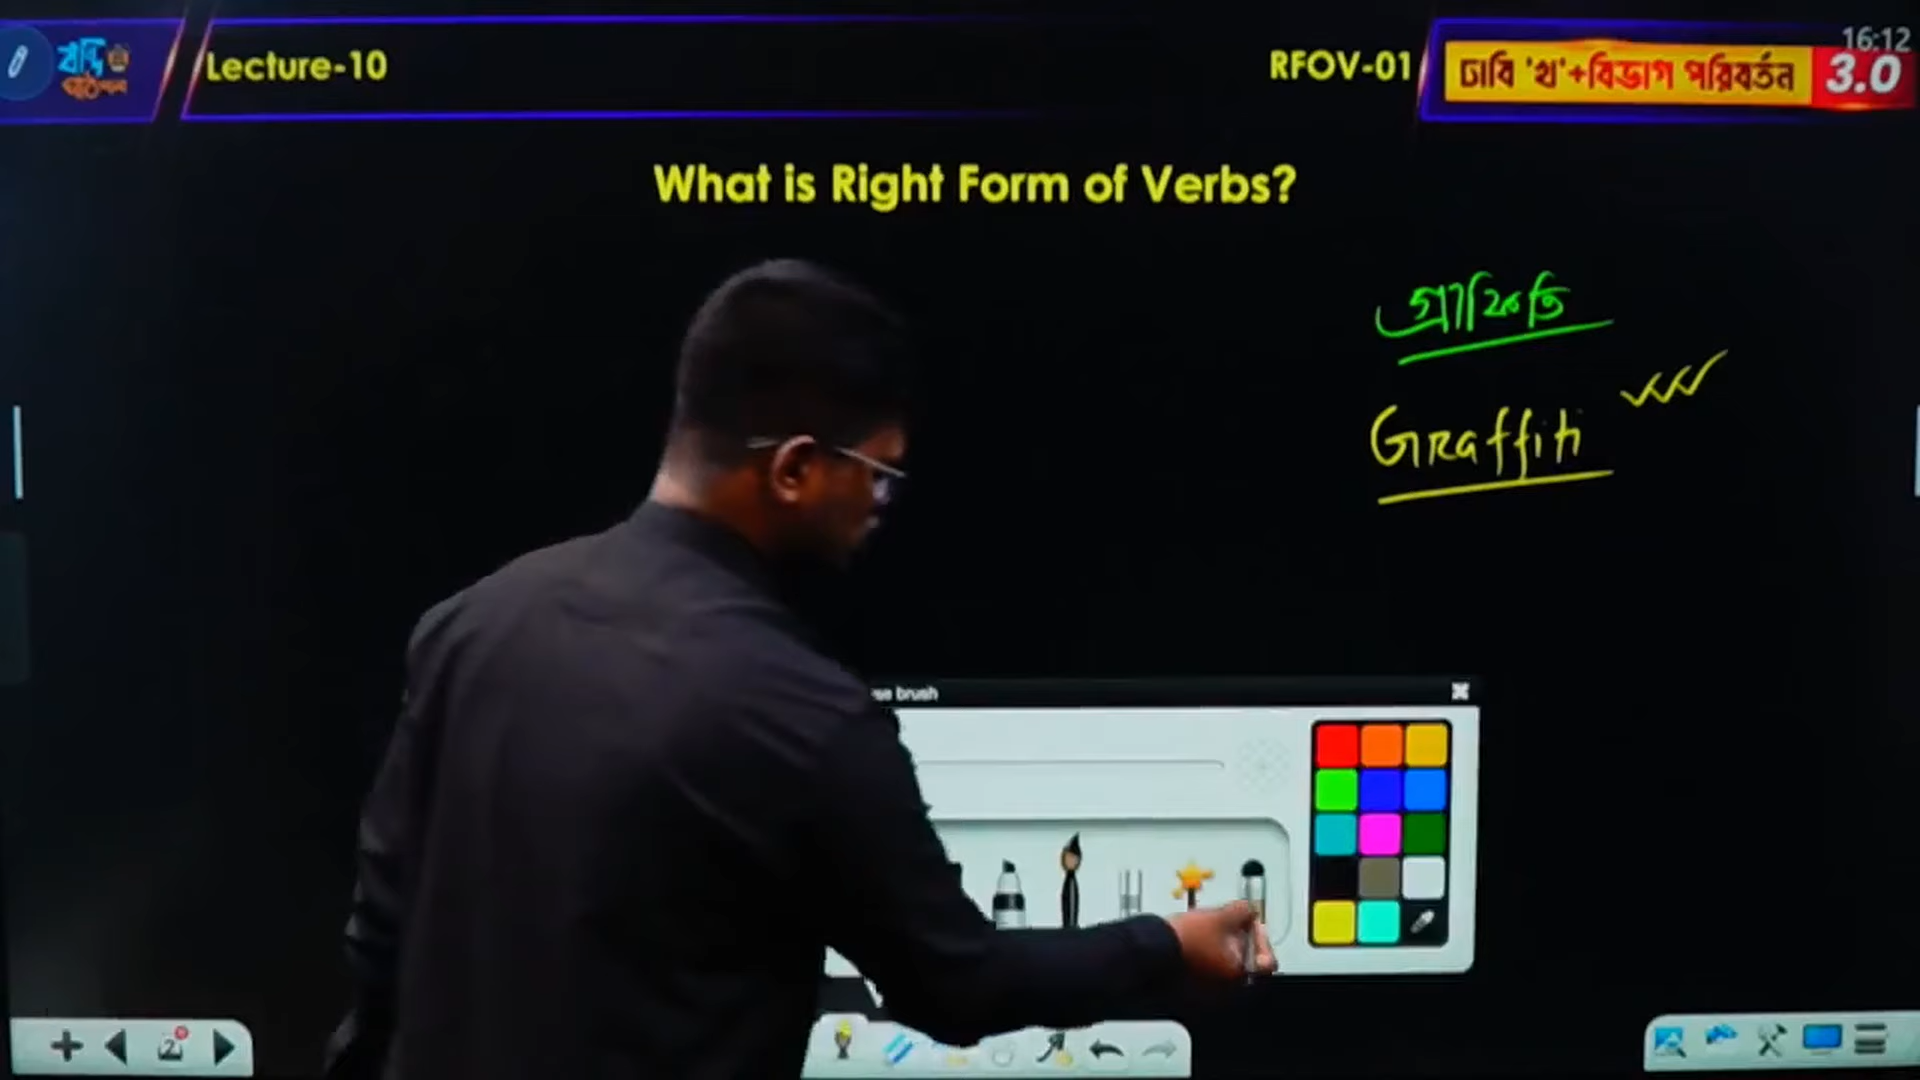 Lecture-10
RFOV-01
16:12
ঢাবি 'খ'+বিভাগ পরিবর্তন 3.0
What is Right Form of Verbs?
গ্রাফিতি
Graffiti
brush
2